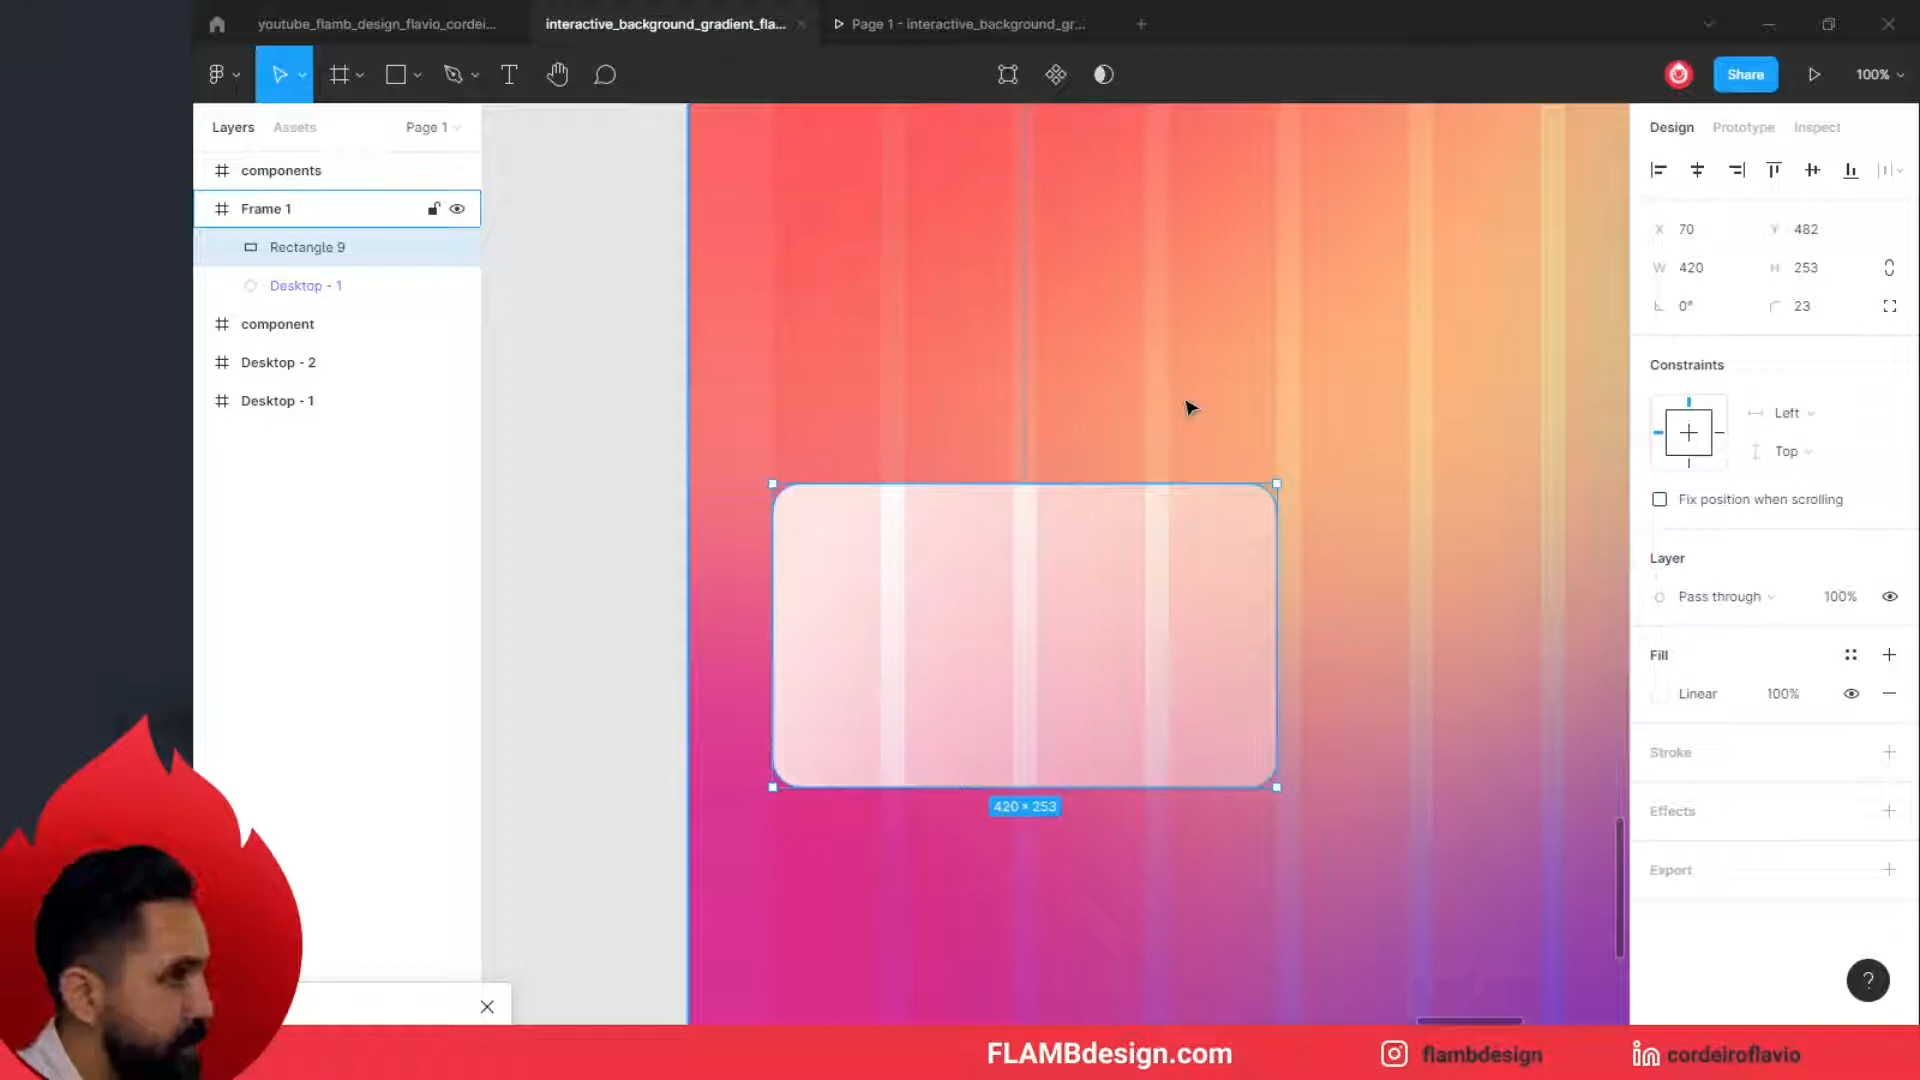 youtube_flamb_design_flavio_cordei...
interactive_background_gradient_fla...
Page 1 - interactive_background_gr...
Share
100%
Layers
Assets
Page 1
components
Frame 1
Rectangle 9
Desktop - 1
component
Desktop - 2
Desktop - 1
420 × 253
Design
Prototype
Inspect
X 70
Y 482
W 420
H 253
0°
23
Constraints
Left
Top
Fix position when scrolling
Layer
Pass through
100%
Fill
Linear
100%
Stroke
Effects
Export
?
FLAMBdesign.com
flambdesign
in cordeiroflavio